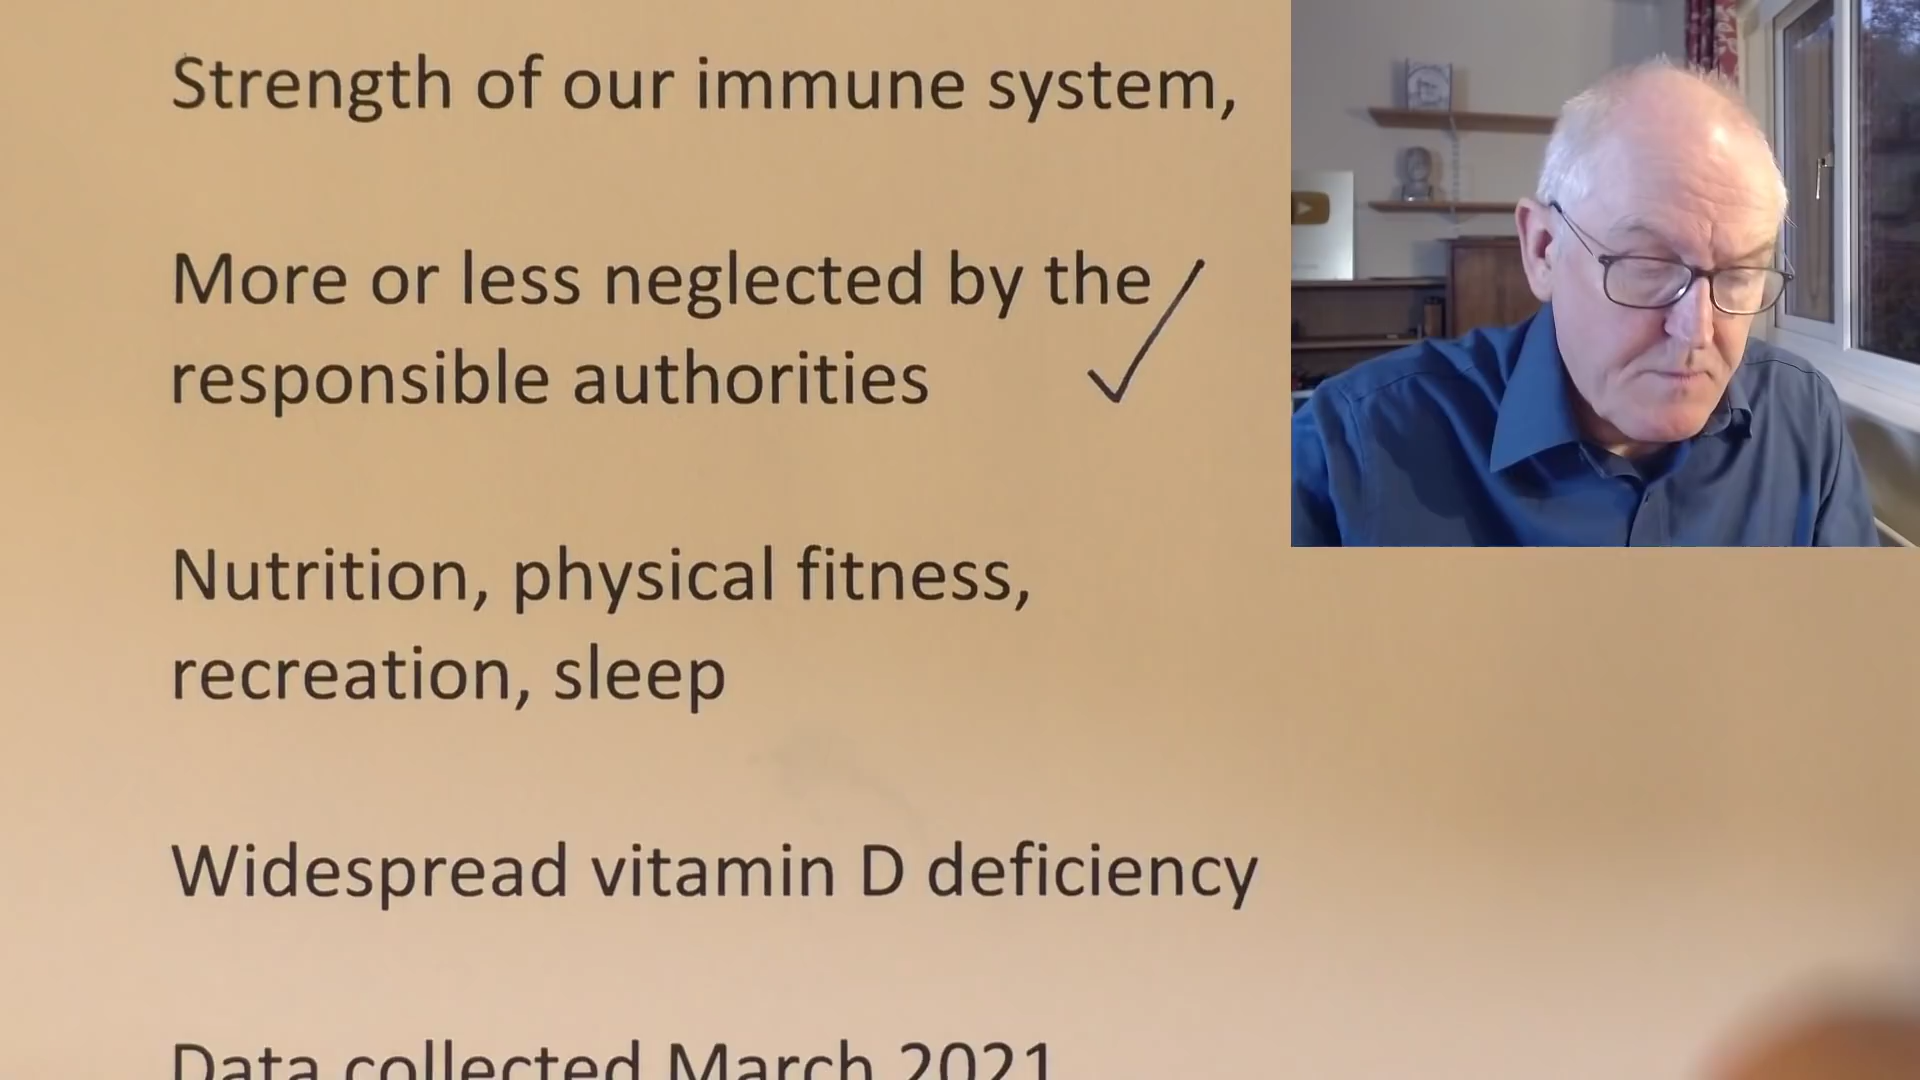 Strength of our immune system,
More or less neglected by the
responsible authorities
Nutrition, physical fitness,
recreation, sleep
Widespread vitamin D deficiency
Data collected March 2021